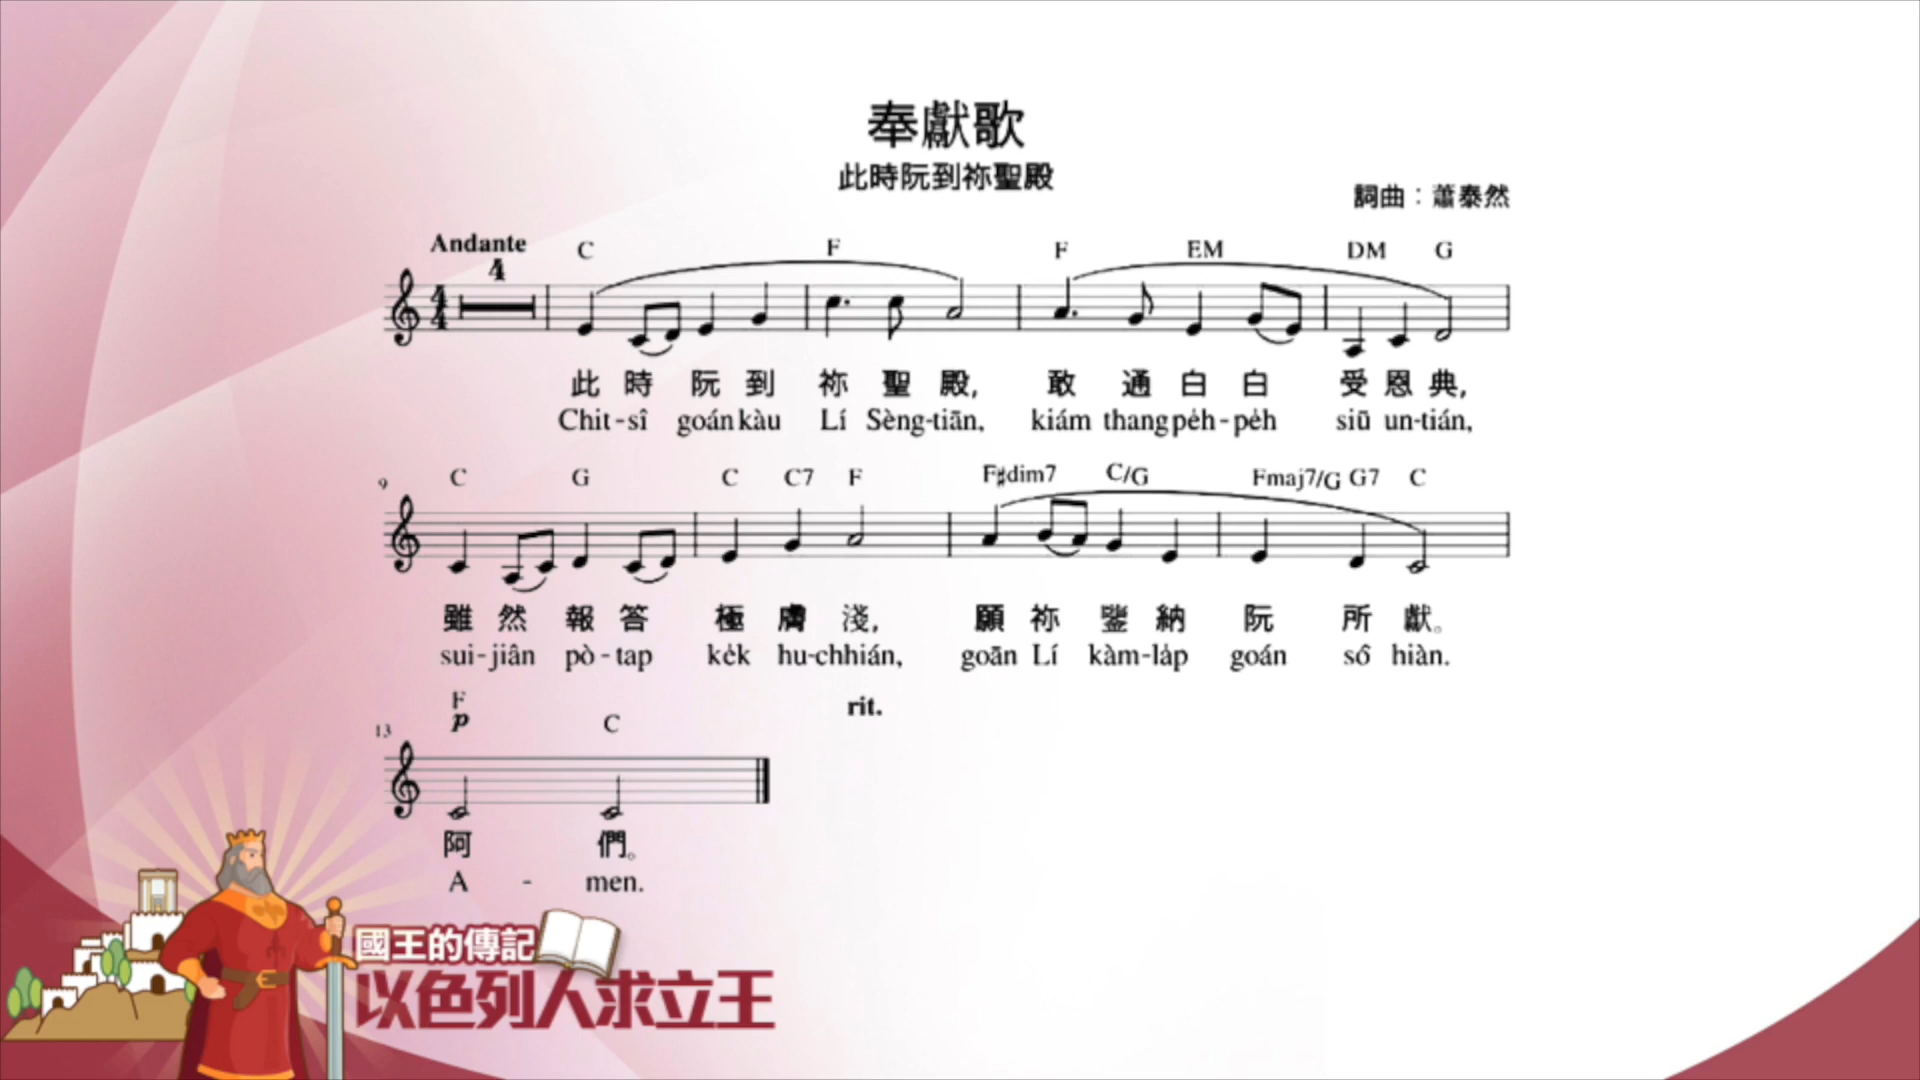 奉獻歌
此時阮到祢聖殿
詞曲：蕭泰然
Andante
4
C F F EM DM G
此時阮到祢聖殿, 敢通白白受恩典,
Chit-sî goán kàu Lí Sèng-tiān, kiám thang pe̍h-pe̍h siū un-tián,
9
C G C C7 F F♯dim7 C/G Fmaj7/G G7 C
雖然報答極膚淺, 願祢鑒納阮所獻。
sui-jiân pò-tap ke̍k hu-chhián, goān Lí kàm-la̍p goán só͘ hiàn.
F rit.
p C
13
阿們。
A - men.
國王的傳記
以色列人求立王